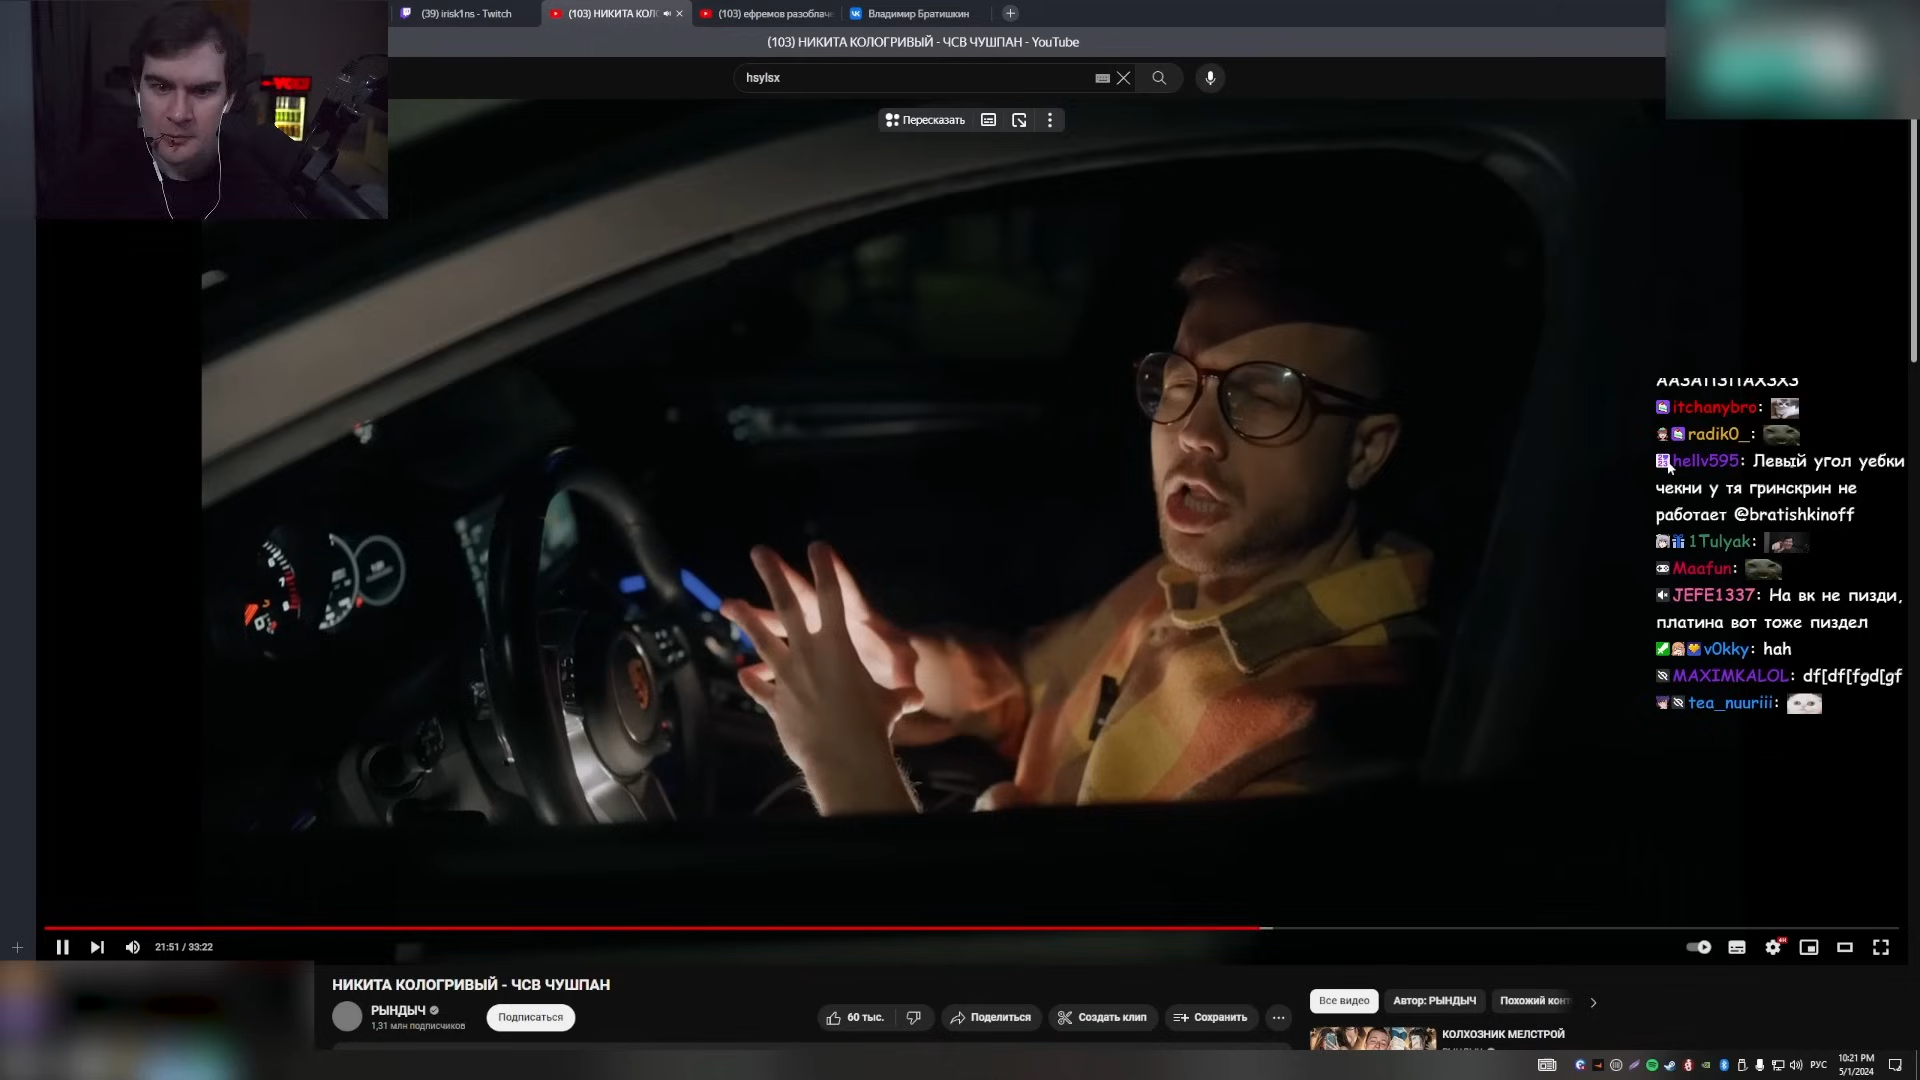 (39) irisk1ns - Twitch
(103) НИКИТА КОЛО
(103) ефремов разоблаче
Владимир Братишкин
(103) НИКИТА КОЛОГРИВЫЙ - ЧСВ ЧУШПАН - YouTube
hsylsx
Пересказать
itchanybro:
radik0_:
hellv595: Левый угол уебки
чекни у тя гринскрин не
работает @bratishkinoff
1Tulyak:
Maafun:
JEFE1337: На вк не пизди,
платина вот тоже пиздел
v0kky: hah
MAXIMKALOL: df[df[fgd[gf
tea_nuuriii:
21:51 / 33:22
НИКИТА КОЛОГРИВЫЙ - ЧСВ ЧУШПАН
РЫНДЫЧ
1,31 млн подписчиков
Подписаться
60 тыс.
Поделиться
Создать клип
Сохранить
Все видео
Автор: РЫНДЫЧ
Похожий конт
КОЛХОЗНИК МЕЛСТРОЙ
РУС
10:21 PM
5/1/2024